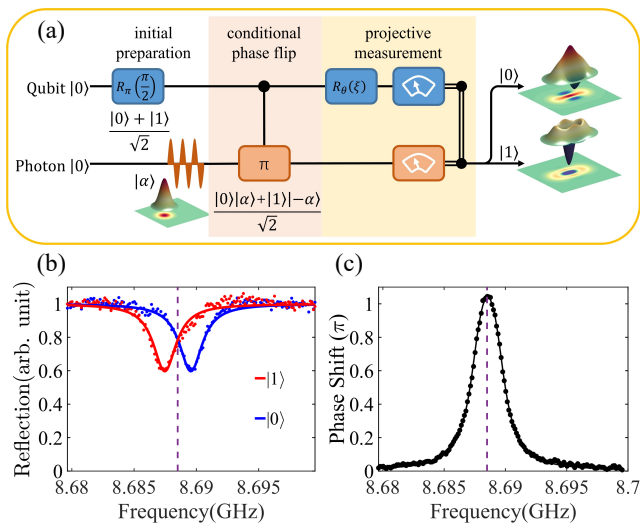 (a)
initial preparation
conditional phase flip
projective measurement
Qubit |0⟩
R_π(π/2)
R_θ(ξ)
|0⟩
|0⟩ + |1⟩
√2
Photon |0⟩
π
|1⟩
|α⟩
|0⟩|α⟩+|1⟩|−α⟩
√2
(b)
Reflection(arb. unit)
1
0.8
0.6
0.4
0.2
0
|1⟩
|0⟩
8.68 8.685 8.69 8.695
Frequency(GHz)
(c)
Phase Shift (π)
1
0.8
0.6
0.4
0.2
0
8.68 8.685 8.69 8.695 8.7
Frequency(GHz)